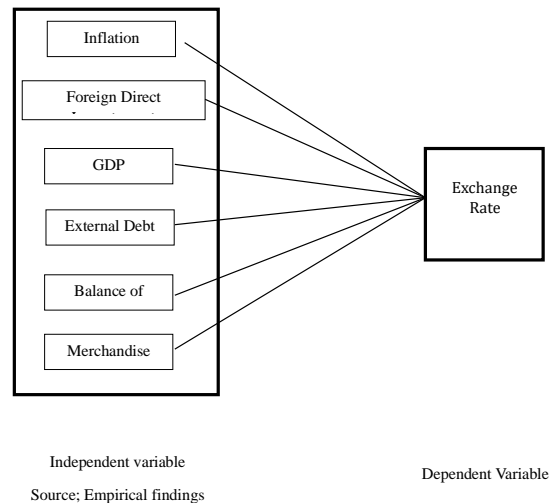 Inflation
Foreign Direct
GDP
External Debt
Balance of
Merchandise
Exchange
Rate
Independent variable
Source; Empirical findings
Dependent Variable